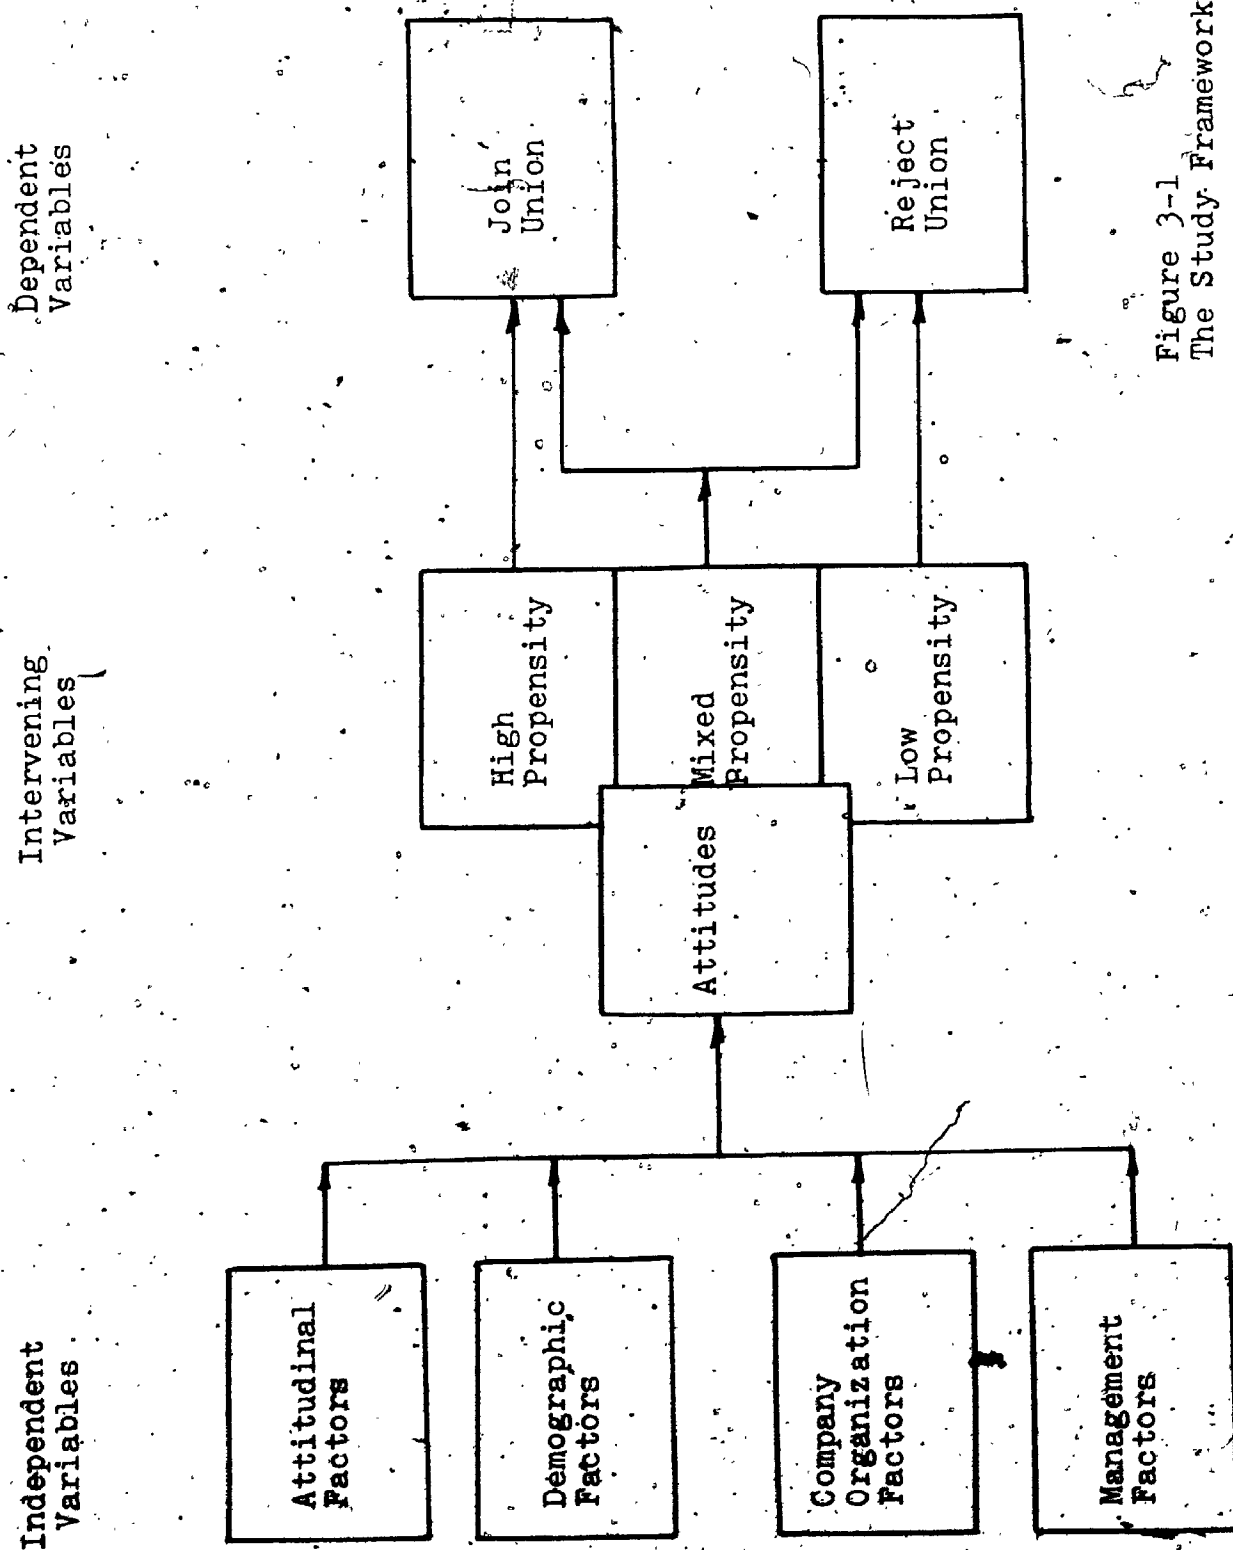 Independent
Variables
Intervening
Variables
Dependent
Variables
Attitudinal
Factors
Demographic
Factors
Company
Organization
Factors
Management
Factors
Attitudes
High
Propensity
Mixed
Propensity
Low
Propensity
Join
Union
Reject
Union
Figure 3-1
The Study Framework